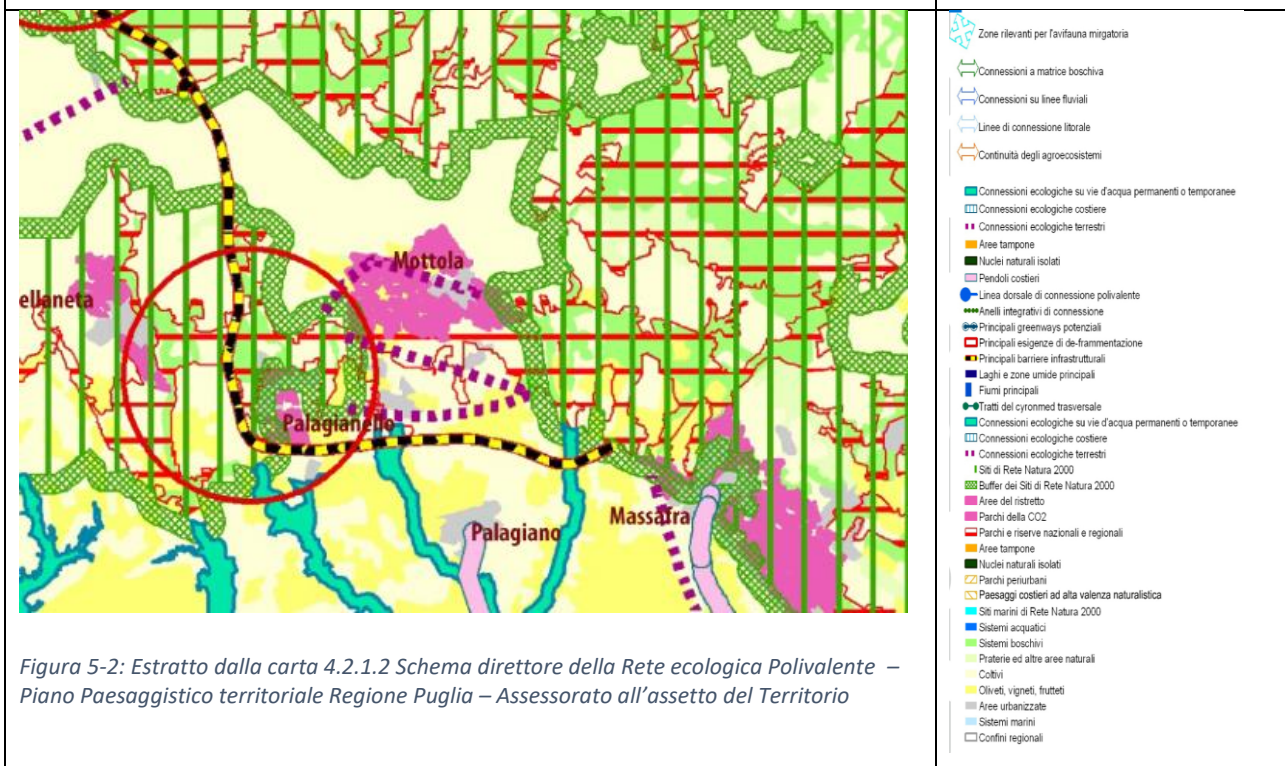 Mottola
ellaneta
Palagianello
Palagiano
Massafra
Figura 5-2: Estratto dalla carta 4.2.1.2 Schema direttore della Rete ecologica Polivalente –
Piano Paesaggistico territoriale Regione Puglia – Assessorato all'assetto del Territorio
Zone rilevanti per l'avifauna mirgatoria
Connessioni a matrice boschiva
Connessioni su linee fluviali
Linee di connessione litorale
Continuità degli agroecosistemi
Connessioni ecologiche su vie d'acqua permanenti o temporanee
Connessioni ecologiche costiere
Connessioni ecologiche terrestri
Aree tampone
Nuclei naturali isolati
Pendoli costieri
Linea dorsale di connessione polivalente
Anelli integrativi di connessione
Principali greenways potenziali
Principali esigenze di de-frammentazione
Principali barriere infrastrutturali
Laghi e zone umide principali
Fiumi principali
Tratti del cyronmed trasversale
Connessioni ecologiche su vie d'acqua permanenti o temporanee
Connessioni ecologiche costiere
Connessioni ecologiche terrestri
Siti di Rete Natura 2000
Buffer dei Siti di Rete Natura 2000
Aree del ristretto
Parchi della CO2
Parchi e riserve nazionali e regionali
Aree tampone
Nuclei naturali isolati
Parchi periurbani
Paesaggi costieri ad alta valenza naturalistica
Siti marini di Rete Natura 2000
Sistemi acquatici
Sistemi boschivi
Praterie ed altre aree naturali
Coltivi
Oliveti, vigneti, frutteti
Aree urbanizzate
Sistemi marini
Confini regionali